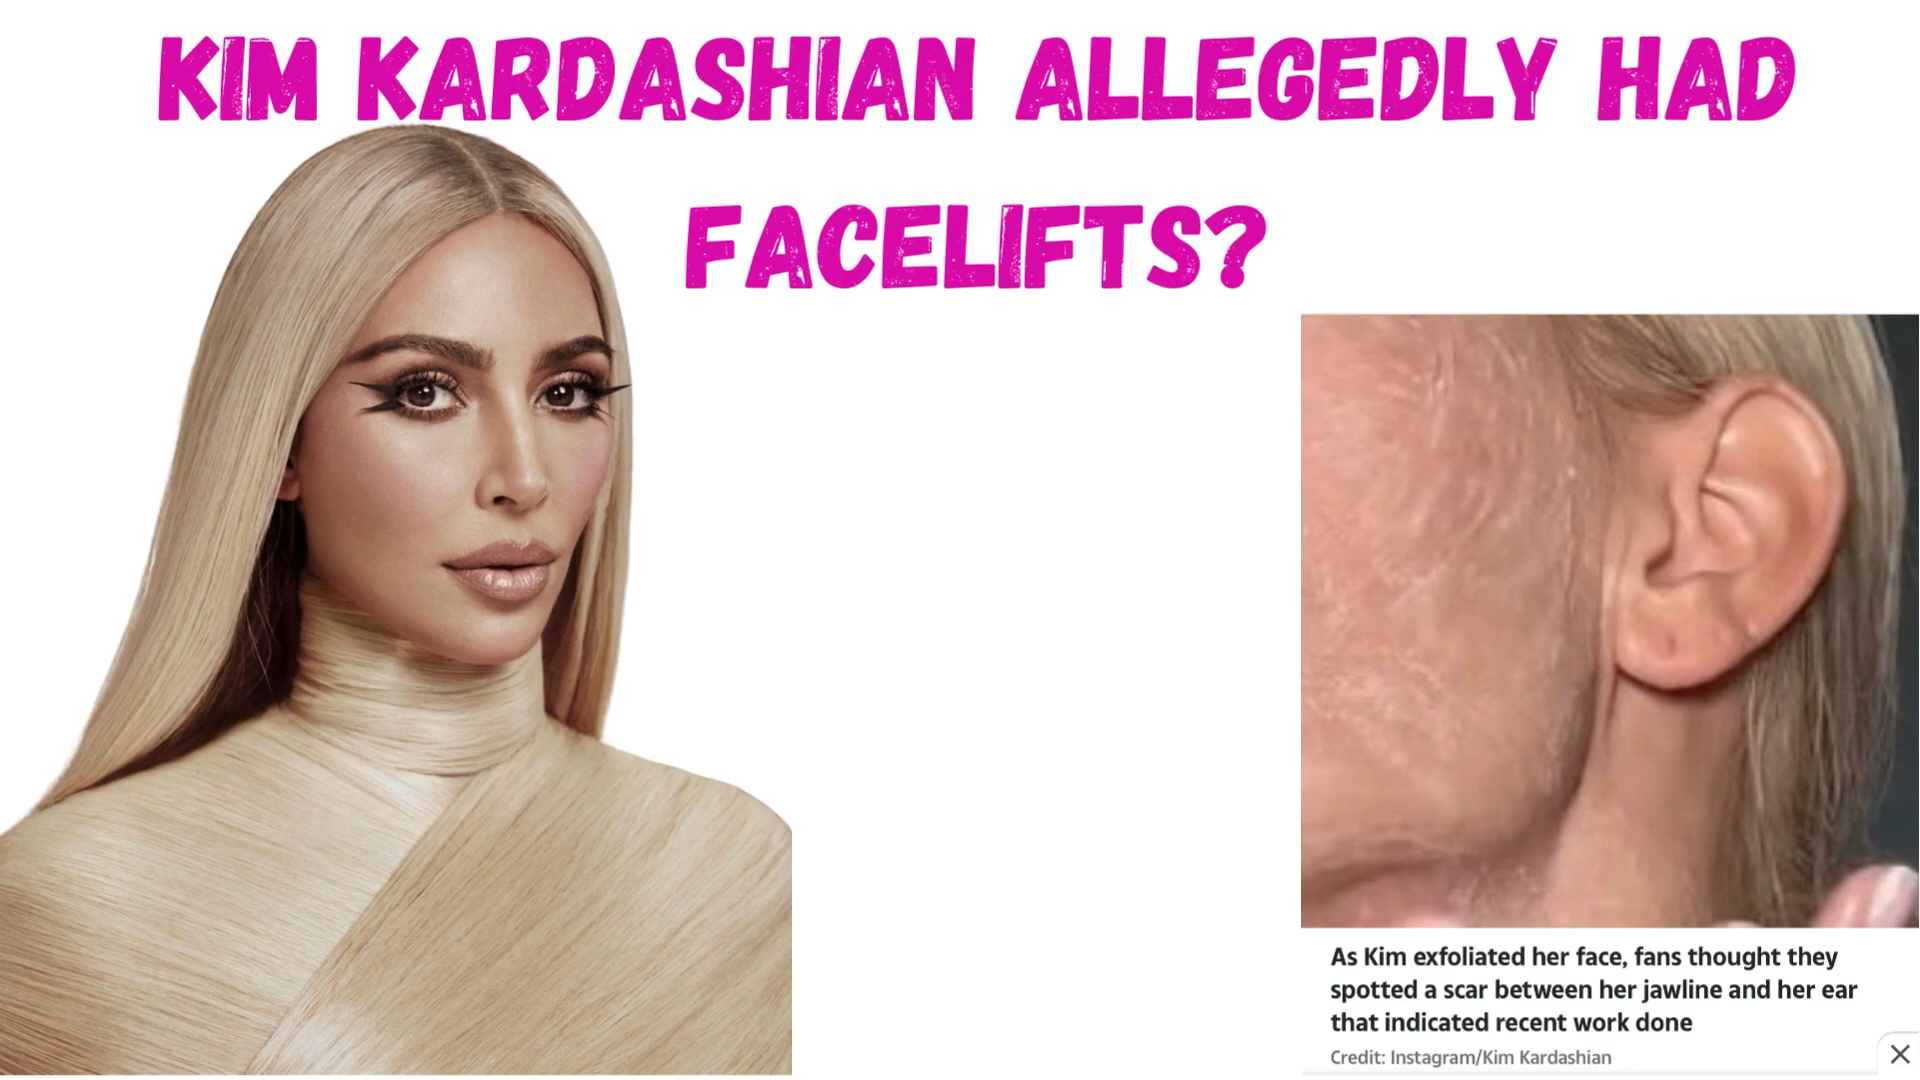 KIM KARDASHIAN ALLEGEDLY HAD
FACELIFTS?
As Kim exfoliated her face, fans thought they
spotted a scar between her jawline and her ear
that indicated recent work done
Credit: Instagram/Kim Kardashian